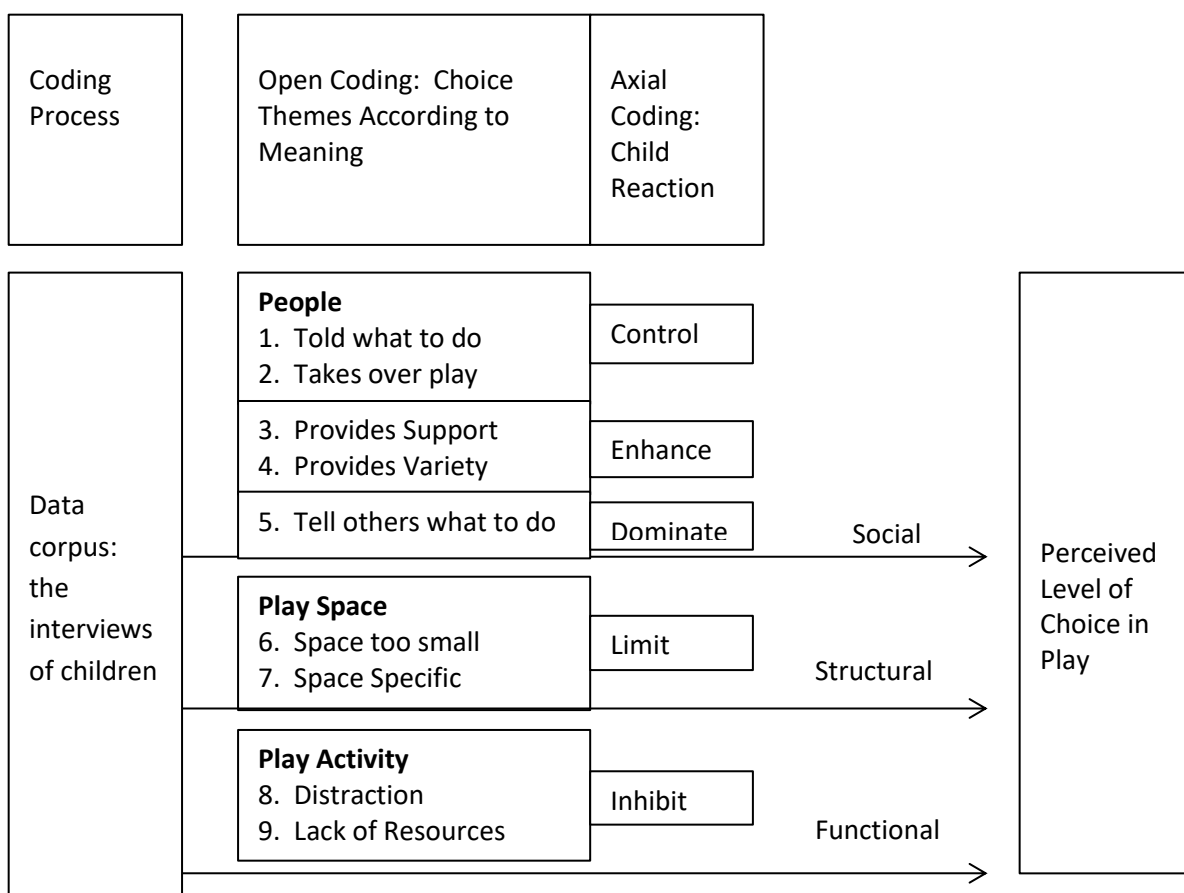 Coding
Process
Open Coding:  Choice
Themes According to
Meaning
Axial
Coding:
Child
Reaction
Data
corpus:
the
interviews
of children
People
1.  Told what to do
2.  Takes over play
Control
3.  Provides Support
4.  Provides Variety
Enhance
5.  Tell others what to do
Dominate
Social
Play Space
6.  Space too small
7.  Space Specific
Limit
Structural
Play Activity
8.  Distraction
9.  Lack of Resources
Inhibit
Functional
Perceived
Level of
Choice in
Play